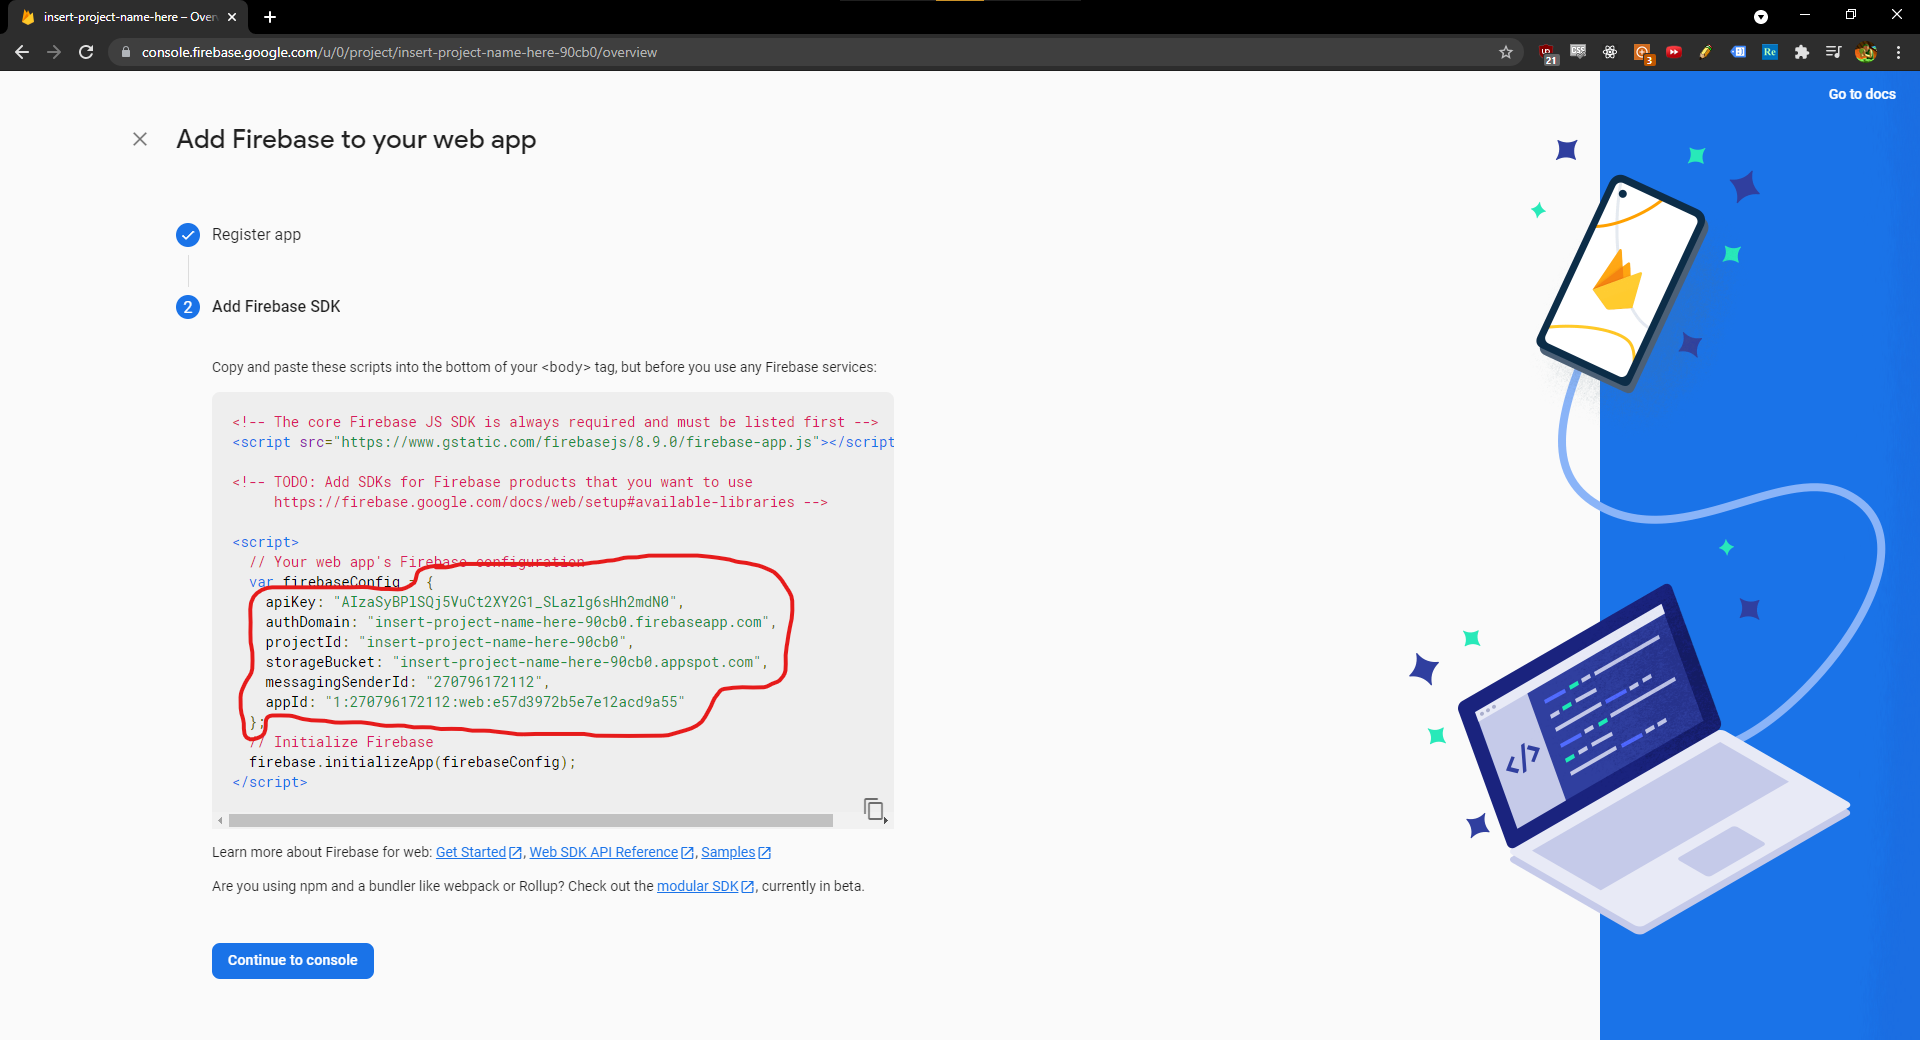 insert-project-name-here – Over
console.firebase.google.com/u/0/project/insert-project-name-here-90cb0/overview
21
3
Re
Go to docs
Add Firebase to your web app
Register app
2 Add Firebase SDK
Copy and paste these scripts into the bottom of your <body> tag, but before you use any Firebase services:
<!-- The core Firebase JS SDK is always required and must be listed first -->
<script src="https://www.gstatic.com/firebasejs/8.9.0/firebase-app.js"></script
<!-- TODO: Add SDKs for Firebase products that you want to use
https://firebase.google.com/docs/web/setup#available-libraries -->
<script>
// Your web app's Firebase configuration
var firebaseConfig = {
apiKey: "AIzaSyBPlSQj5VuCt2XY2G1_SLazlg6sHh2mdN0",
authDomain: "insert-project-name-here-90cb0.firebaseapp.com",
projectId: "insert-project-name-here-90cb0",
storageBucket: "insert-project-name-here-90cb0.appspot.com",
messagingSenderId: "270796172112",
appId: "1:270796172112:web:e57d3972b5e7e12acd9a55"
};
// Initialize Firebase
firebase.initializeApp(firebaseConfig);
</script>
Learn more about Firebase for web: Get Started, Web SDK API Reference, Samples
Are you using npm and a bundler like webpack or Rollup? Check out the modular SDK, currently in beta.
Continue to console